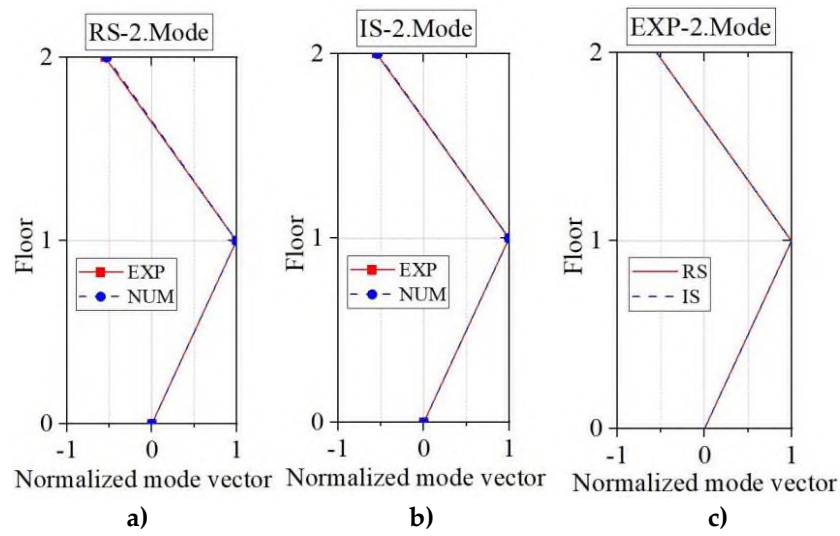 RS-2.Mode
2
1
0
Floor
EXP
NUM
-1 0 1
Normalized mode vector
a)
IS-2.Mode
2
1
0
Floor
EXP
NUM
-1 0 1
Normalized mode vector
b)
EXP-2.Mode
2
1
0
Floor
RS
IS
-1 0 1
Normalized mode vector
c)